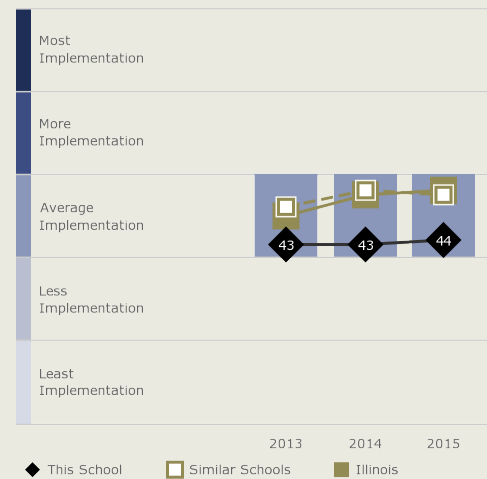 Most
Implementation
More
Implementation
Average
Implementation
43
43
44
Less
Implementation
Least
Implementation
2013
2014
2015
This School
Similar Schools
Illinois